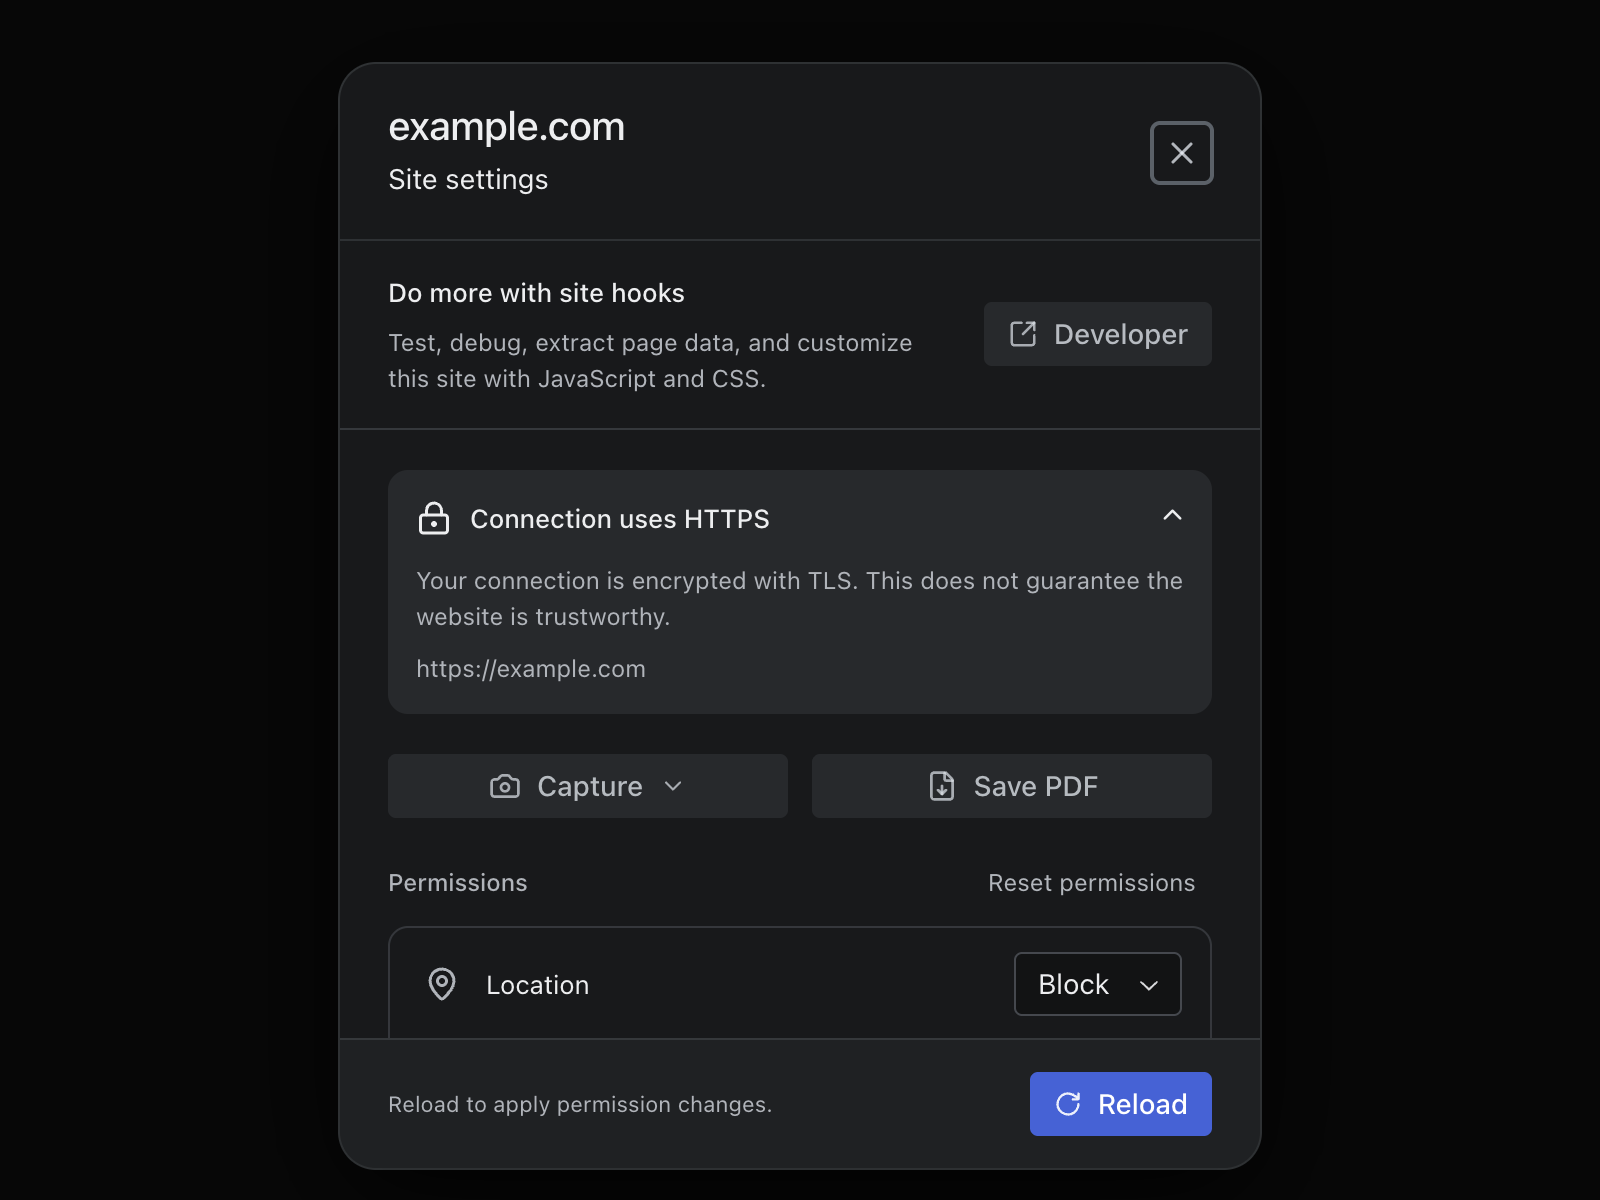 example.com
Site settings
Do more with site hooks
Test, debug, extract page data, and customize
this site with JavaScript and CSS.
Developer
Connection uses HTTPS
Your connection is encrypted with TLS. This does not guarantee the
website is trustworthy.
https://example.com
Capture
Save PDF
Permissions
Reset permissions
Location
Block
Reload to apply permission changes.
Reload